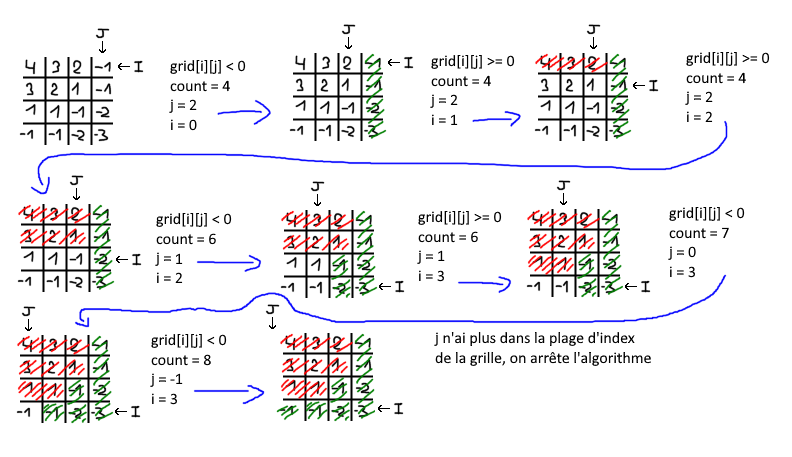 J
4 3 2 -1 ← I
3 2 1 -1
1 1 -1 -2
-1 -1 -2 -3
grid[i][j] < 0
count = 4
j = 2
i = 0
J
4 3 2 -1 ← I
3 2 1 -1
1 1 -1 -2
-1 -1 -2 -3
grid[i][j] >= 0
count = 4
j = 2
i = 1
J
4 3 2 -1
3 2 1 -1 ← I
1 1 -1 -2
-1 -1 -2 -3
grid[i][j] >= 0
count = 4
j = 2
i = 2
J
4 3 2 -1
3 2 1 -1
1 1 -1 -2 ← I
-1 -1 -2 -3
grid[i][j] < 0
count = 6
j = 1
i = 2
J
4 3 2 -1
3 2 1 -1
1 1 -1 -2
-1 -1 -2 -3 ← I
grid[i][j] >= 0
count = 6
j = 1
i = 3
J
4 3 2 -1
3 2 1 -1
1 1 -1 -2
-1 -1 -2 -3 ← I
grid[i][j] < 0
count = 7
j = 0
i = 3
J
4 3 2 -1
3 2 1 -1
1 1 -1 -2
-1 -1 -2 -3 ← I
grid[i][j] < 0
count = 8
j = -1
i = 3
J
4 3 2 -1
3 2 1 -1
1 1 -1 -2
-1 -1 -2 -3 ← I
j n'ai plus dans la plage d'index
de la grille, on arrête l'algorithme